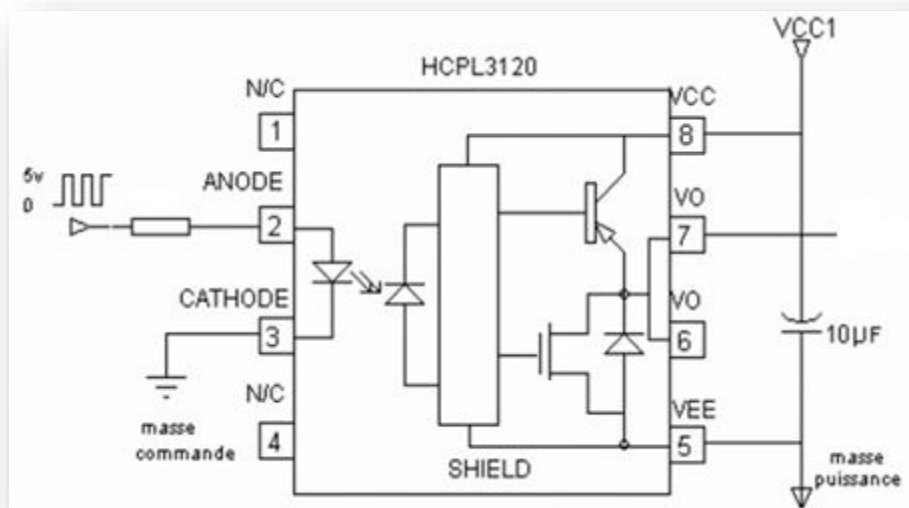 VCC1
HCPL3120
N/C
1
VCC
8
5v
0
ANODE
2
VO
7
CATHODE
3
VO
6
10µF
N/C
4
masse
commande
VEE
5
SHIELD
masse
puissance